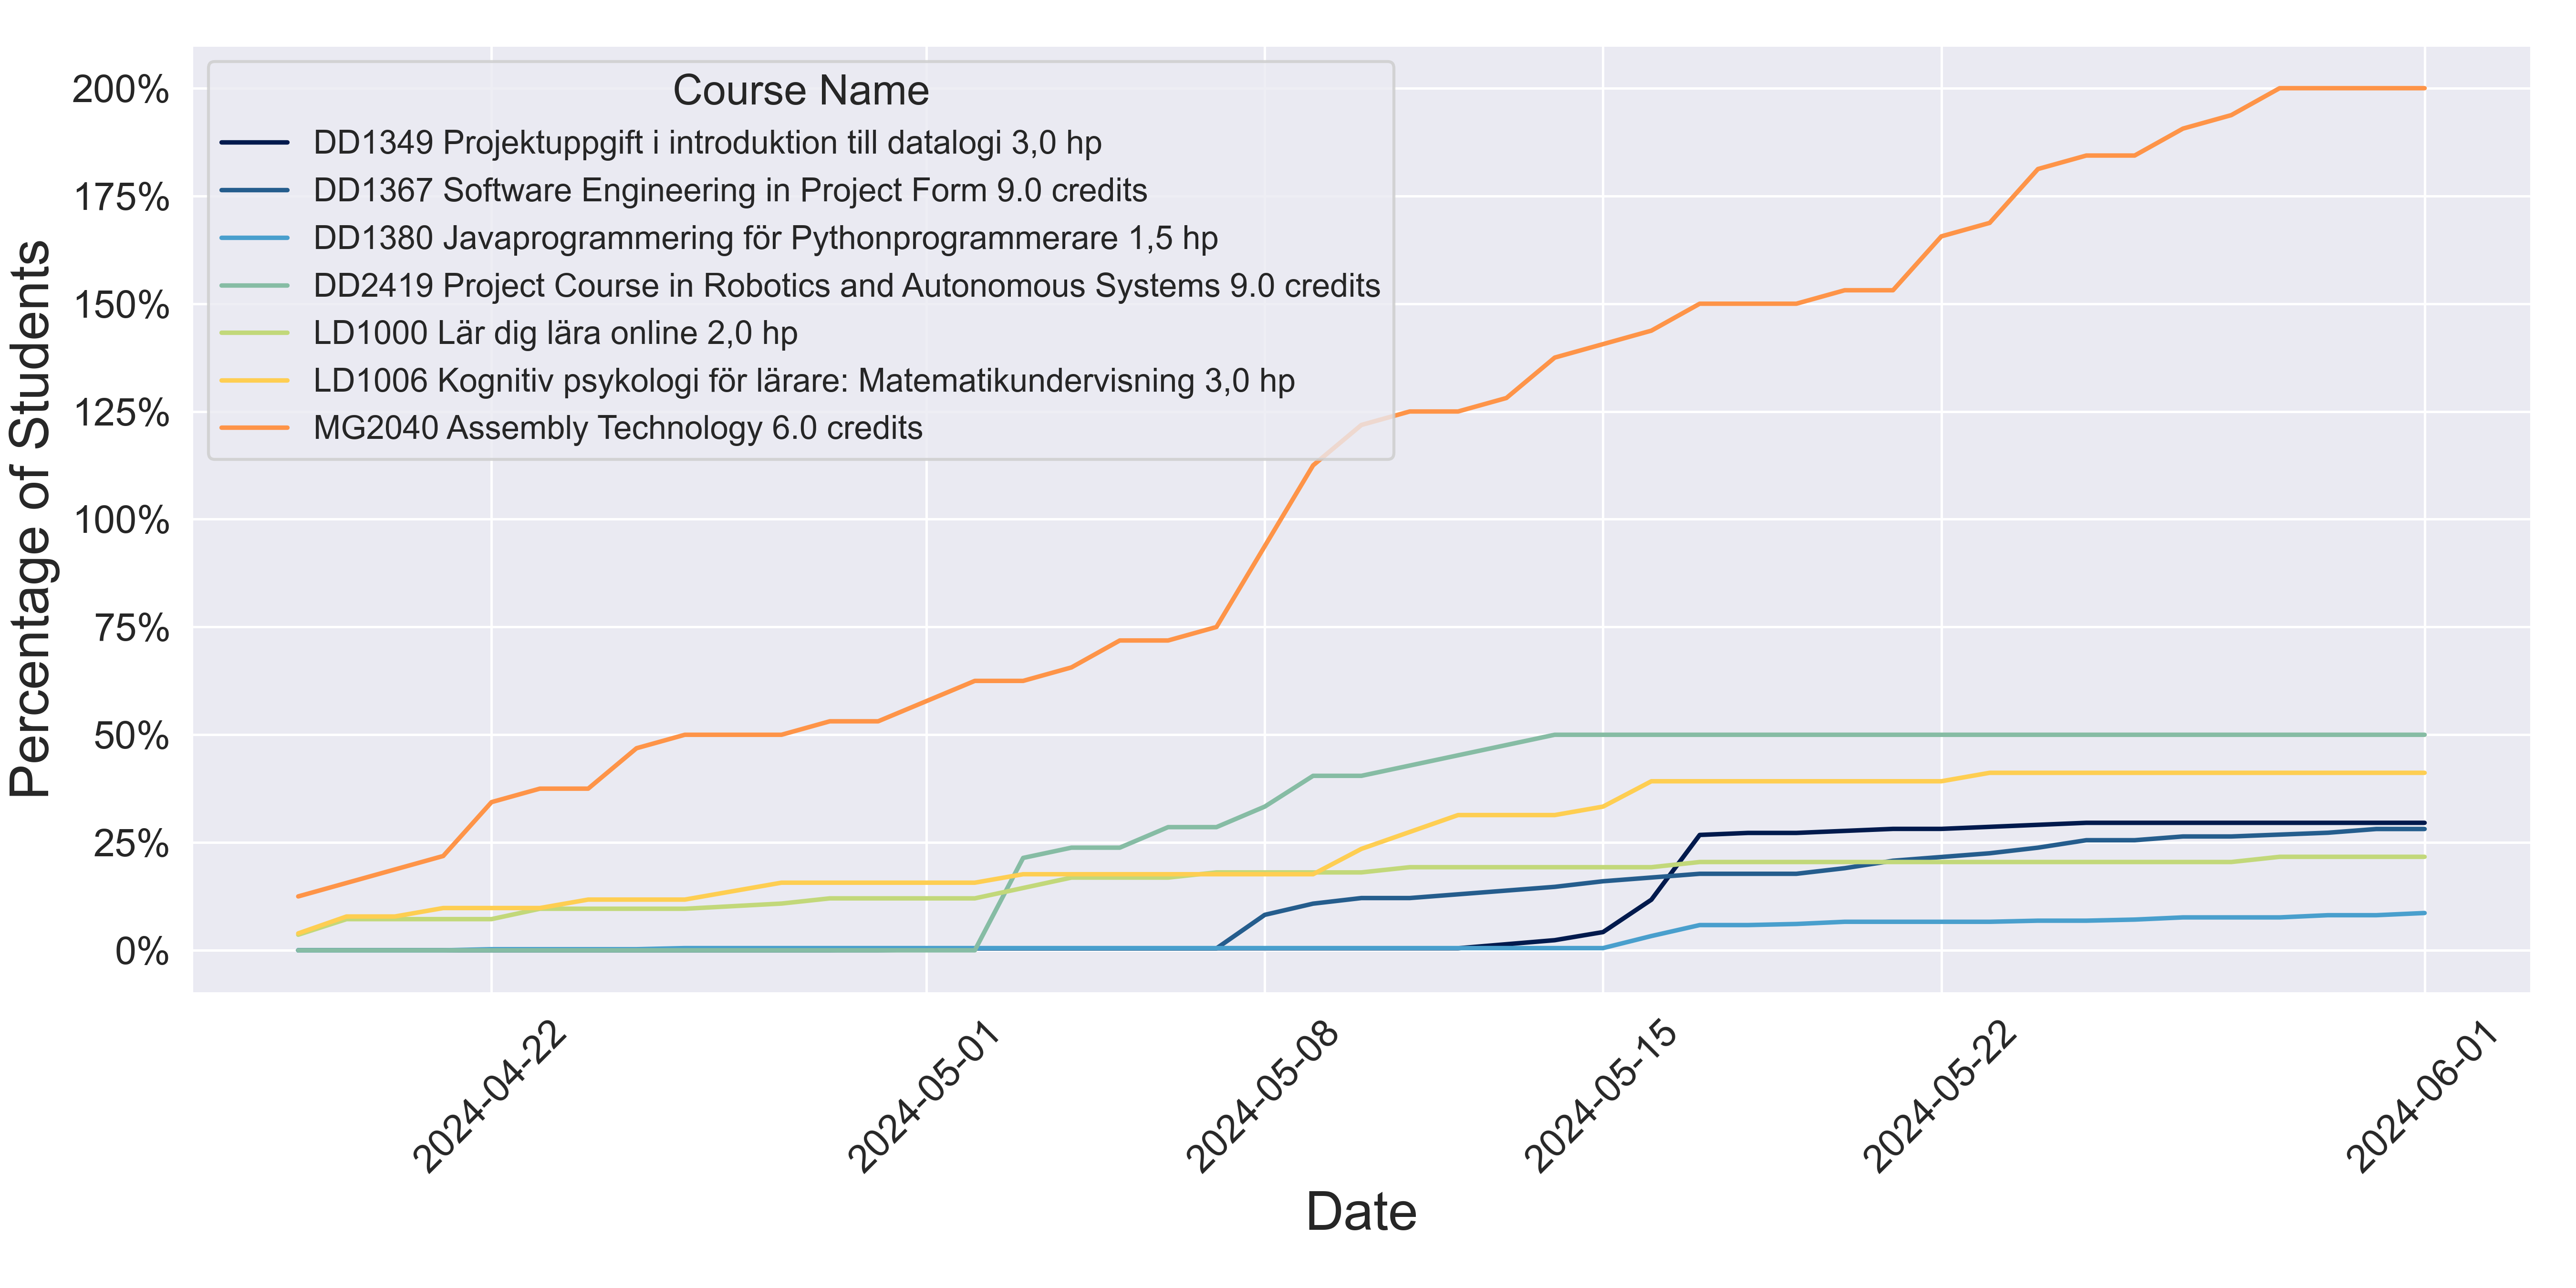 Course Name
DD1349 Projektuppgift i introduktion till datalogi 3,0 hp
DD1367 Software Engineering in Project Form 9.0 credits
DD1380 Javaprogrammering för Pythonprogrammerare 1,5 hp
DD2419 Project Course in Robotics and Autonomous Systems 9.0 credits
LD1000 Lär dig lära online 2,0 hp
LD1006 Kognitiv psykologi för lärare: Matematikundervisning 3,0 hp
MG2040 Assembly Technology 6.0 credits
Percentage of Students
200%
175%
150%
125%
100%
75%
50%
25%
0%
2024-04-22
2024-05-01
2024-05-08
2024-05-15
2024-05-22
2024-06-01
Date